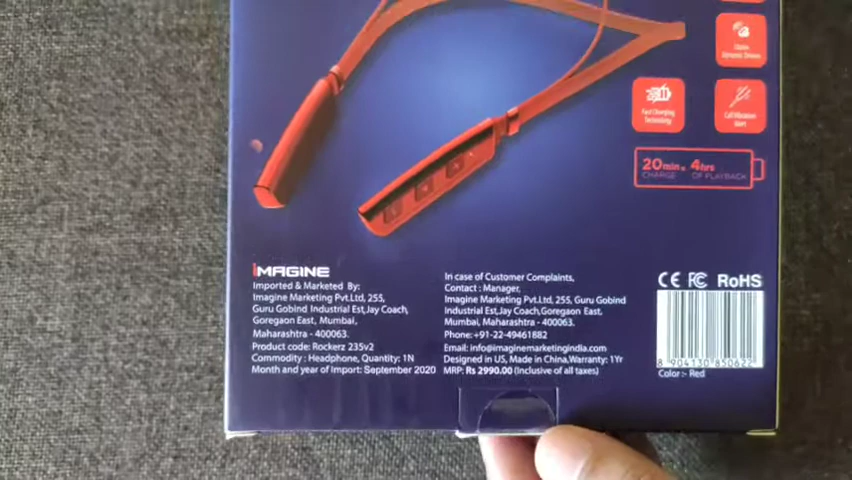 Fast Charging
Technology
Call Vibration
Alert
20min = 4hrs
CHARGE OF PLAYBACK
IMAGINE
Imported & Marketed By:
Imagine Marketing Pvt.Ltd, 255,
Guru Gobind Industrial Est,Jay Coach,
Goregaon East, Mumbai,
Maharashtra - 400063.
Product code: Rockerz 235v2
Commodity : Headphone, Quantity: 1N
Month and year of Import: September 2020
In case of Customer Complaints,
Contact : Manager,
Imagine Marketing Pvt.Ltd, 255, Guru Gobind
Industrial Est,Jay Coach,Goregaon East,
Mumbai, Maharashtra - 400063.
Phone:+91-22-49461882
Email: info@imaginemarketingindia.com
Designed in US, Made in China,Warranty: 1Yr
MRP: Rs 2990.00 (Inclusive of all taxes)
CE FC RoHS
8 904130 850622
Color:- Red